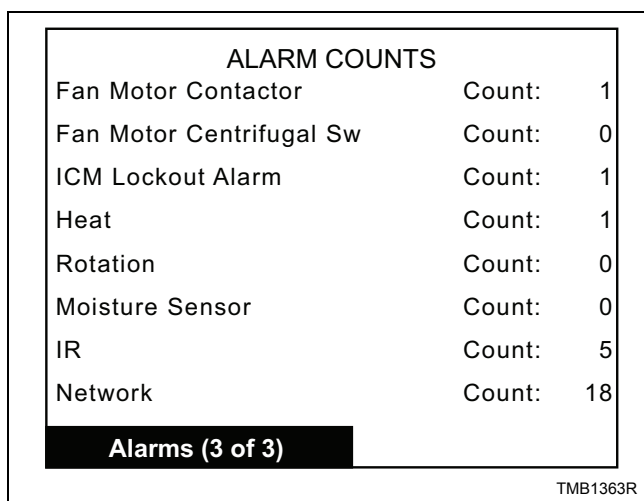 ALARM COUNTS
Fan Motor Contactor Count: 1
Fan Motor Centrifugal Sw Count: 0
ICM Lockout Alarm Count: 1
Heat Count: 1
Rotation Count: 0
Moisture Sensor Count: 0
IR Count: 5
Network Count: 18
Alarms (3 of 3)
TMB1363R